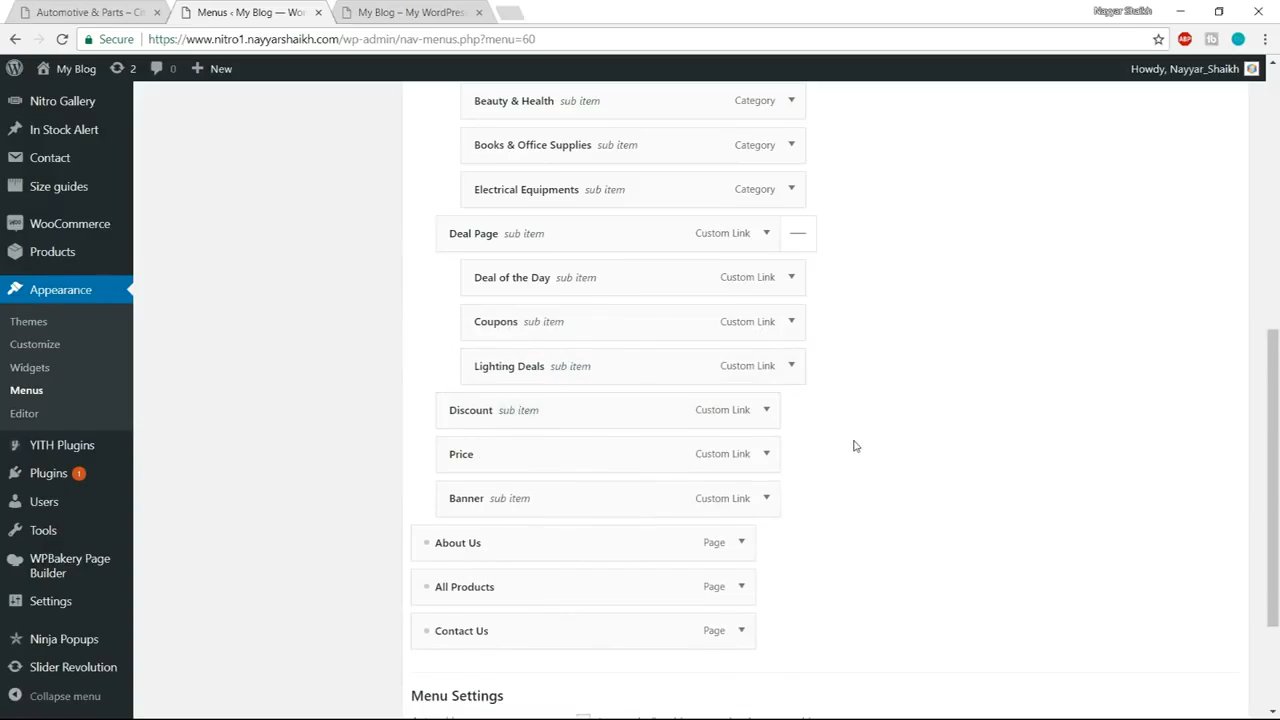 Automotive & Parts – Ci
Menus ‹ My Blog — Wor
My Blog – My WordPres
Nayyar Shaikh
Secure
https://www.nitro1.nayyarshaikh.com/wp-admin/nav-menus.php?menu=60
ABP
tb
My Blog
2
0
New
Howdy, Nayyar_Shaikh
Nitro Gallery
In Stock Alert
Contact
Size guides
woo
WooCommerce
Products
Appearance
Themes
Customize
Widgets
Menus
Editor
YITH Plugins
Plugins 1
Users
Tools
WPBakery Page
Builder
Settings
Ninja Popups
Slider Revolution
Collapse menu
Beauty & Health sub item Category
Books & Office Supplies sub item Category
Electrical Equipments sub item Category
Deal Page sub item Custom Link
Deal of the Day sub item Custom Link
Coupons sub item Custom Link
Lighting Deals sub item Custom Link
Discount sub item Custom Link
Price Custom Link
Banner sub item Custom Link
About Us Page
All Products Page
Contact Us Page
Menu Settings